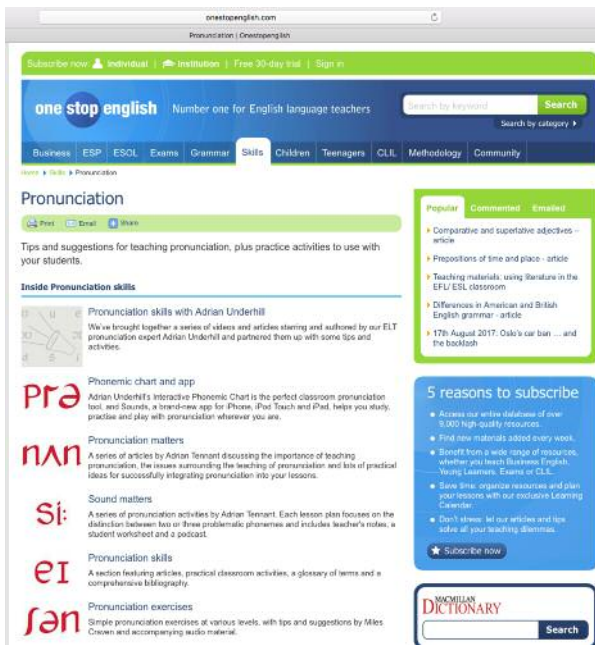 onestopenglish.com
Pronunciation | Onestopenglish
Subscribe now: Individual | Institution | Free 30-day trial | Sign in
one stop english Number one for English language teachers
Search by keyword Search
Search by category
Business ESP ESOL Exams Grammar Skills Children Teenagers CLIL Methodology Community
Home Skills Pronunciation
Pronunciation
Print Email Share
Tips and suggestions for teaching pronunciation, plus practice activities to use with
your students.
Inside Pronunciation skills
Pronunciation skills with Adrian Underhill
We've brought together a series of videos and articles starring and authored by our ELT
pronunciation expert Adrian Underhill and partnered them up with some tips and
activities.
prə
Phonemic chart and app
Adrian Underhill's Interactive Phonemic Chart is the perfect classroom pronunciation
tool, and Sounds, a brand-new app for iPhone, iPod Touch and iPad, helps you study,
practise and play with pronunciation wherever you are.
nʌn
Pronunciation matters
A series of articles by Adrian Tennant discussing the importance of teaching
pronunciation, the issues surrounding the teaching of pronunciation and lots of practical
ideas for successfully integrating pronunciation into your lessons.
si:
Sound matters
A series of pronunciation activities by Adrian Tennant. Each lesson plan focuses on the
distinction between two or three problematic phonemes and includes teacher's notes, a
student worksheet and a podcast.
eɪ
Pronunciation skills
A section featuring articles, practical classroom activities, a glossary of terms and a
comprehensive bibliography.
ʃən
Pronunciation exercises
Simple pronunciation exercises at various levels, with tips and suggestions by Miles
Craven and accompanying audio material.
Popular Commented Emailed
Comparative and superlative adjectives –
article
Prepositions of time and place - article
Teaching materials: using literature in the
EFL/ ESL classroom
Differences in American and British
English grammar - article
17th August 2017: Oslo's car ban … and
the backlash
5 reasons to subscribe
Access our entire database of over
9,000 high-quality resources.
Find new materials added every week.
Benefit from a wide range of resources,
whether you teach Business English,
Young Learners, Exams or CLIL.
Save time: organize resources and plan
your lessons with our exclusive Learning
Calendar.
Don't stress: let our articles and tips
solve all your teaching dilemmas.
Subscribe now
MACMILLAN
DICTIONARY
Search